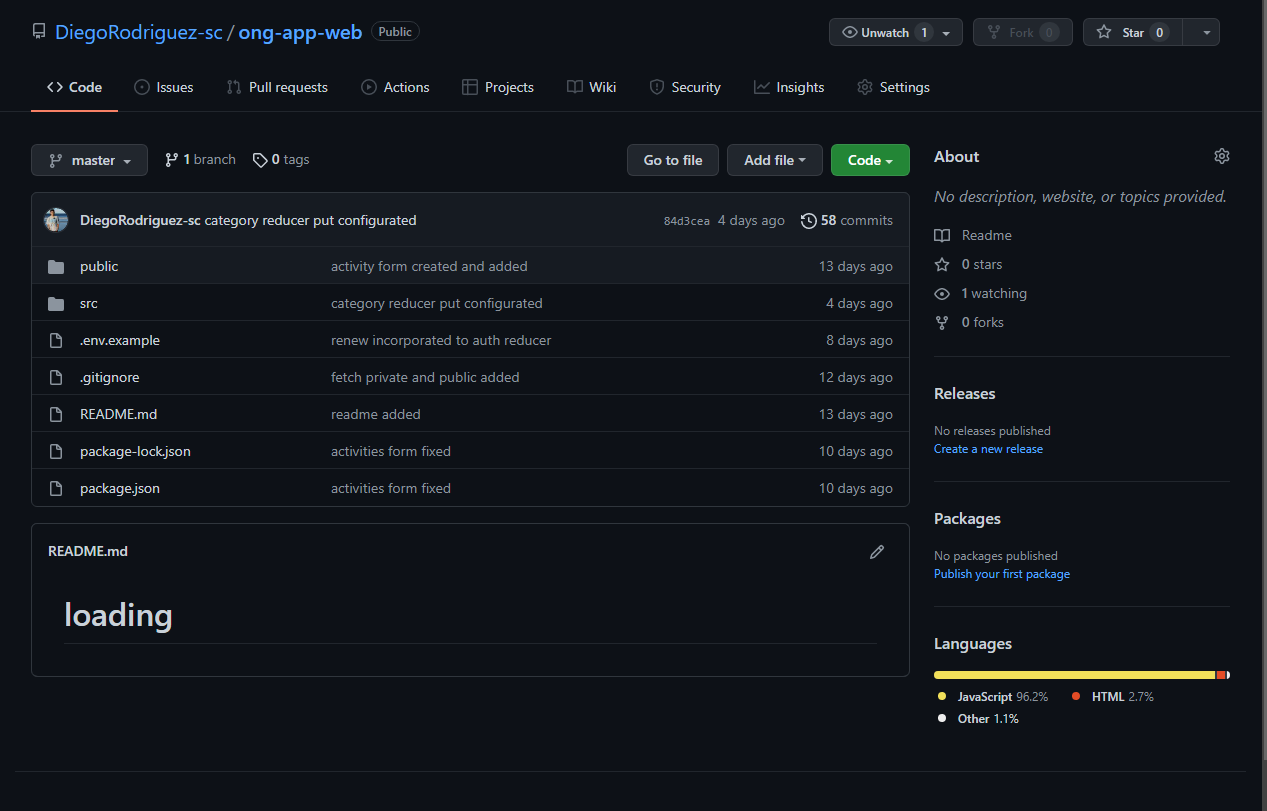 DiegoRodriguez-sc / ong-app-web Public
Unwatch 1 Fork 0 Star 0
Code Issues Pull requests Actions Projects Wiki Security Insights Settings
master 1 branch 0 tags Go to file Add file Code
DiegoRodriguez-sc category reducer put configurated 84d3cea 4 days ago 58 commits
public activity form created and added 13 days ago
src category reducer put configurated 4 days ago
.env.example renew incorporated to auth reducer 8 days ago
.gitignore fetch private and public added 12 days ago
README.md readme added 13 days ago
package-lock.json activities form fixed 10 days ago
package.json activities form fixed 10 days ago
README.md
loading
About
No description, website, or topics provided.
Readme
0 stars
1 watching
0 forks
Releases
No releases published
Create a new release
Packages
No packages published
Publish your first package
Languages
JavaScript 96.2% HTML 2.7%
Other 1.1%